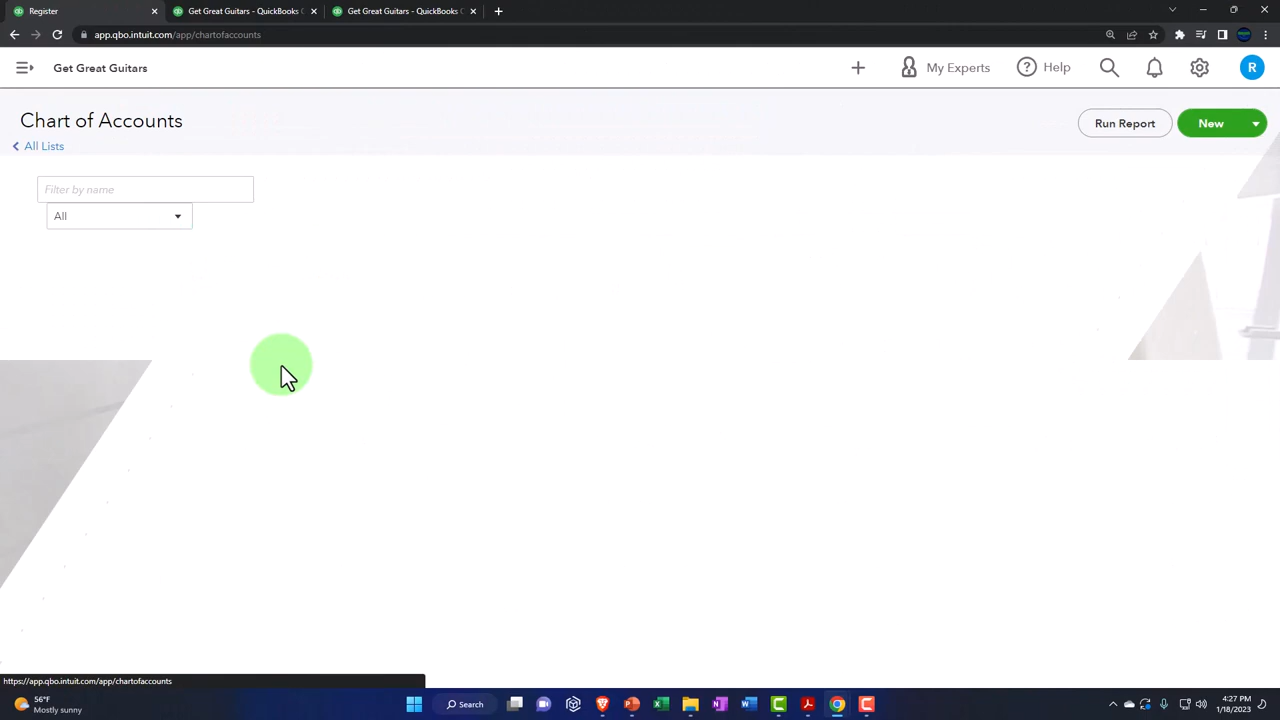 Register
Get Great Guitars - QuickBooks O
Get Great Guitars - QuickBooks O
app.qbo.intuit.com/app/chartofaccounts
Get Great Guitars
My Experts
Help
R
Chart of Accounts
All Lists
Run Report
New
Filter by name
All
https://app.qbo.intuit.com/app/chartofaccounts
56°F
Mostly sunny
Search
4:27 PM
1/18/2023